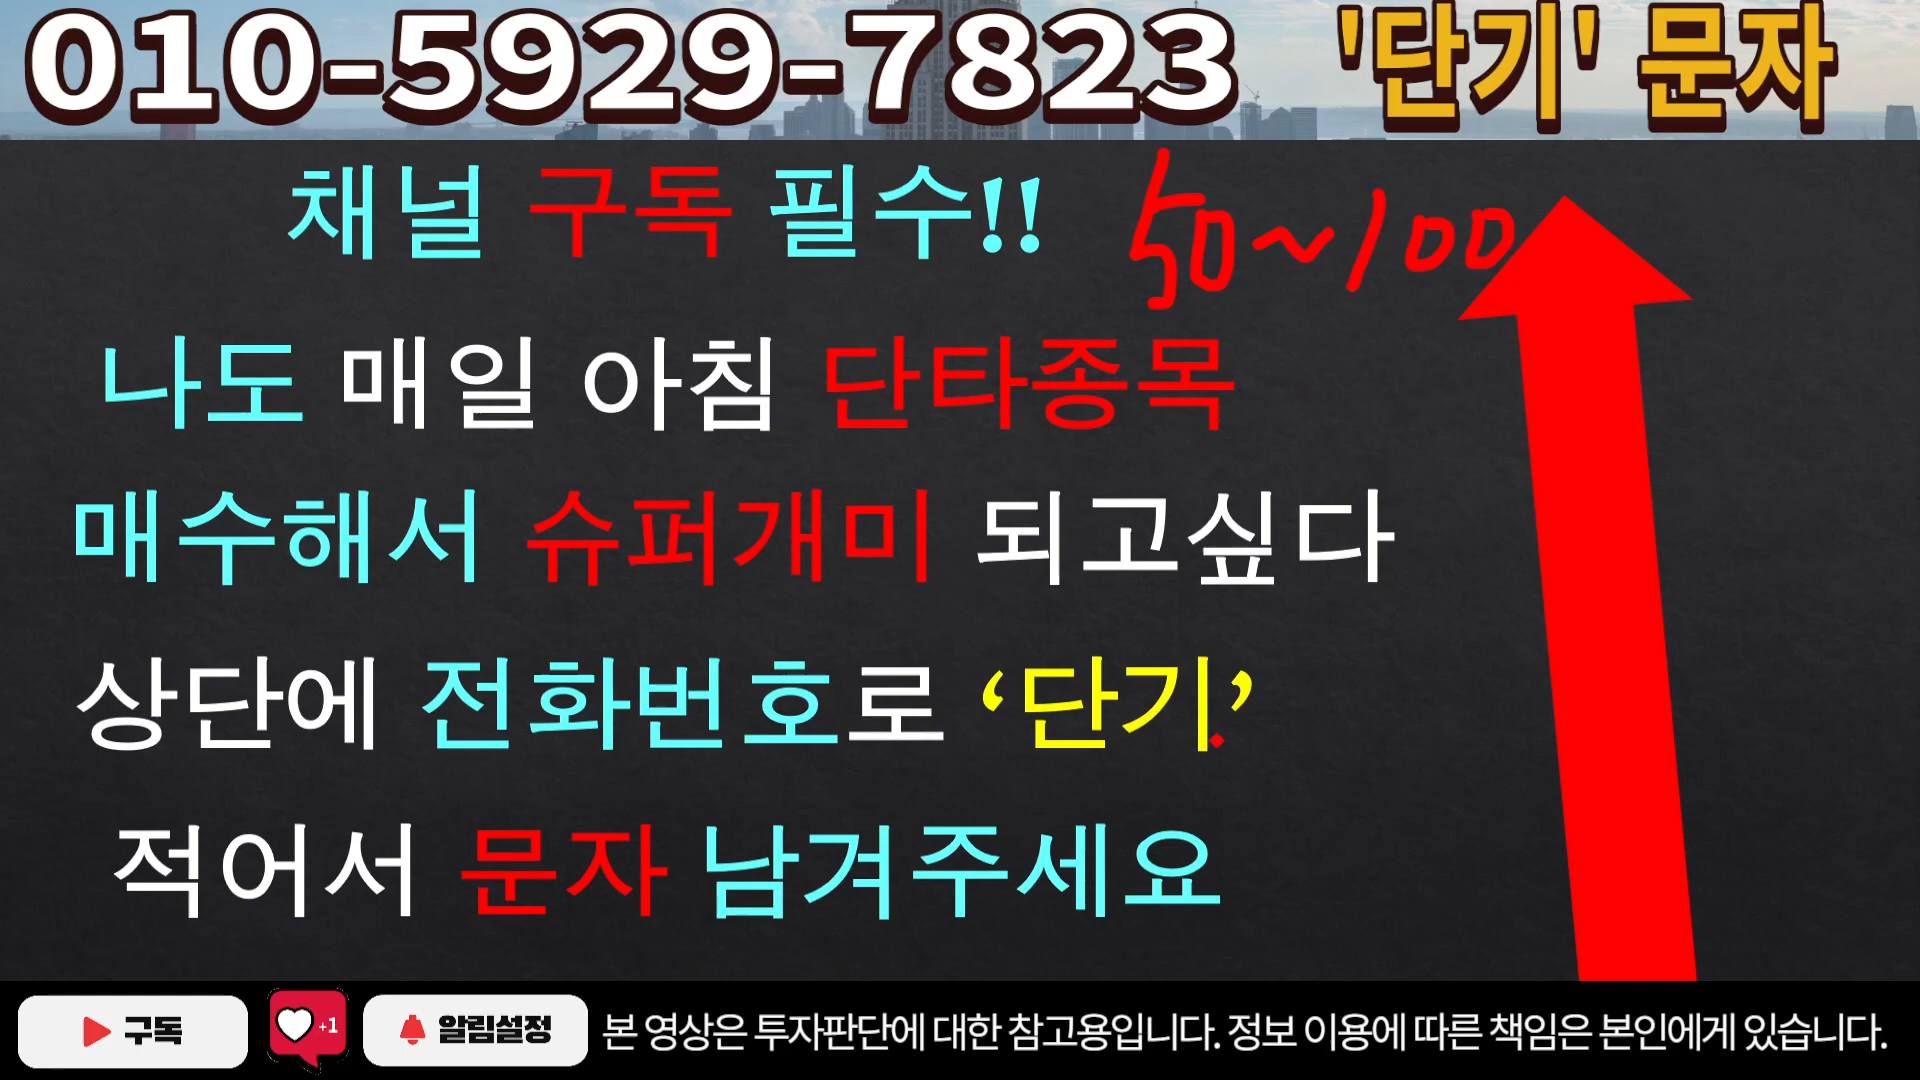 010-5929-7823 '단기' 문자
채널 구독 필수!! 50~100
나도 매일 아침 단타종목
매수해서 슈퍼개미 되고싶다
상단에 전화번호로 ‘단기’
적어서 문자 남겨주세요
구독 +1 알림설정 본 영상은 투자판단에 대한 참고용입니다. 정보 이용에 따른 책임은 본인에게 있습니다.